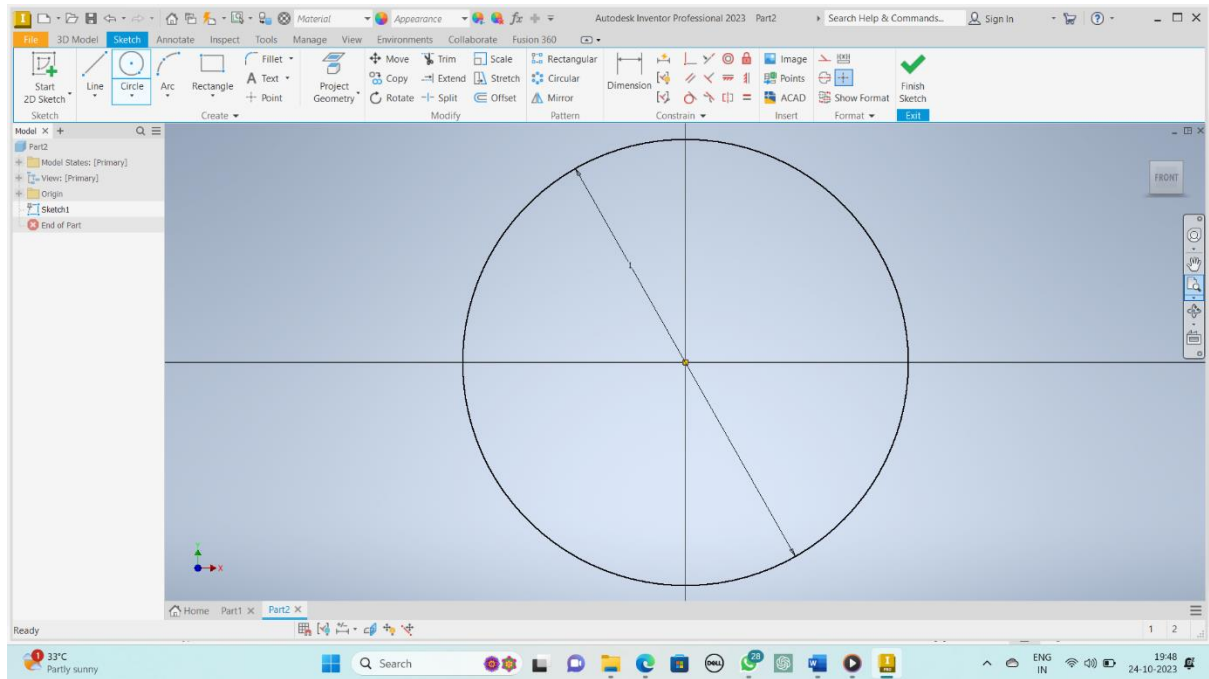 Material Appearance fx Autodesk Inventor Professional 2023 Part2 Search Help & Commands... Sign In
File 3D Model Sketch Annotate Inspect Tools Manage View Environments Collaborate Fusion 360
Start 2D Sketch
Line
Circle
Arc
Rectangle
Fillet
Text
Point
Project Geometry
Move Trim Scale
Copy Extend Stretch
Rotate Split Offset
Rectangular
Circular
Mirror
Dimension
Image
Points
ACAD
Show Format
Finish Sketch
Sketch Create Modify Pattern Constrain Insert Format Exit
Model
Part2
Model States: [Primary]
View: [Primary]
Origin
Sketch1
End of Part
FRONT
1
Y
X
Home Part1 Part2
Ready 1 2
33°C
Partly sunny
Search
28
ENG
IN
19:48
24-10-2023